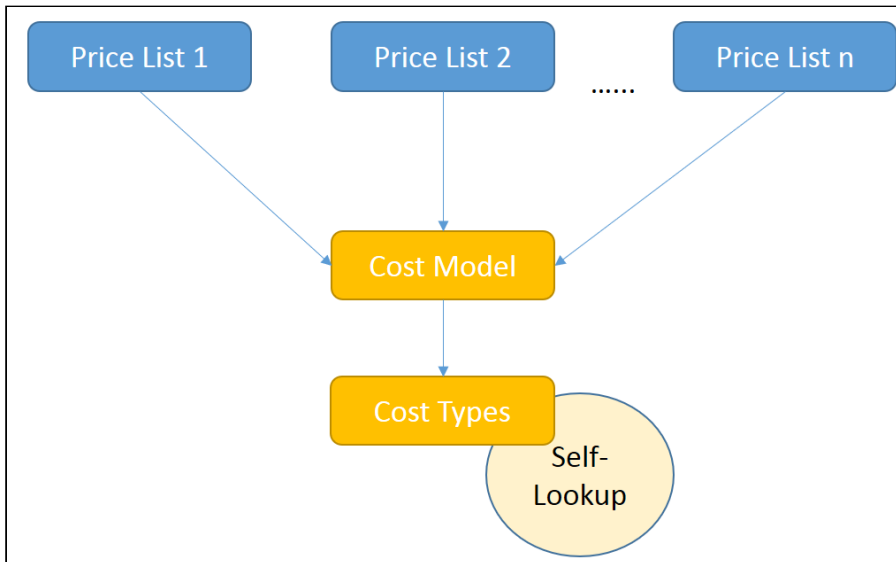 Price List 1
Price List 2
......
Price List n
Cost Model
Cost Types
Self-
Lookup